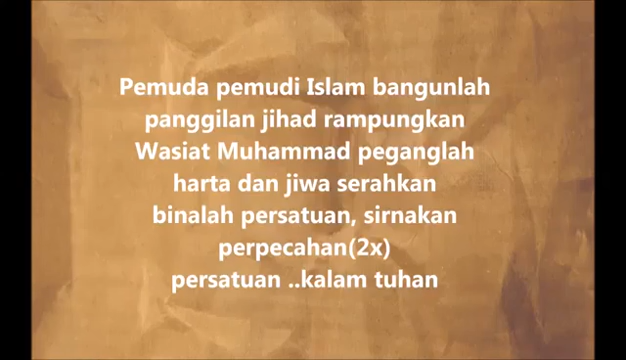 Pemuda pemudi Islam bangunlah
panggilan jihad rampungkan
Wasiat Muhammad peganglah
harta dan jiwa serahkan
binalah persatuan, sirnakan
perpecahan(2x)
persatuan ..kalam tuhan